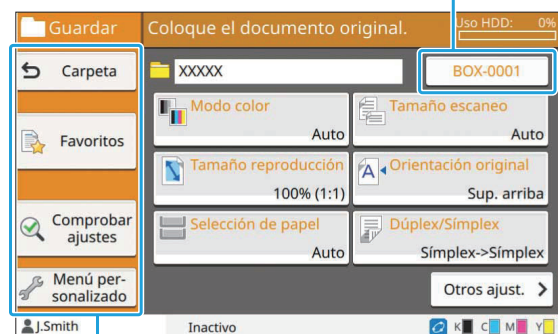 Guardar
Coloque el documento original.
Uso HDD: 0%
Carpeta
XXXXX
BOX-0001
Favoritos
Modo color
Auto
Tamaño escaneo
Auto
Tamaño reproducción
100% (1:1)
Orientación original
Sup. arriba
Comprobar
ajustes
Selección de papel
Auto
Dúplex/Símplex
Símplex->Símplex
Menú per-
sonalizado
Otros ajust.
J.Smith
Inactivo
K C M Y